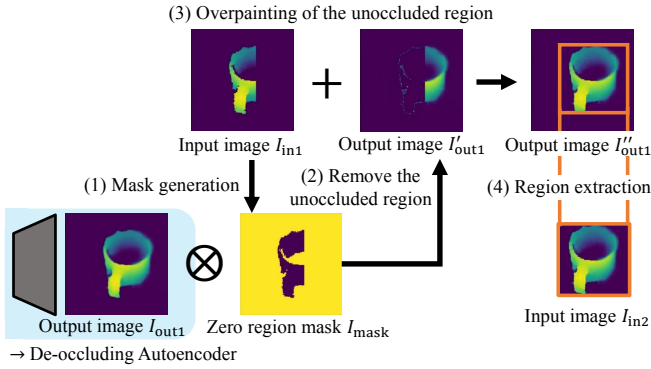 (3) Overpainting of the unoccluded region
Input image I_in1
Output image I′_out1
Output image I″_out1
(1) Mask generation
(2) Remove the
unoccluded region
(4) Region extraction
Output image I_out1
Zero region mask I_mask
Input image I_in2
→ De-occluding Autoencoder